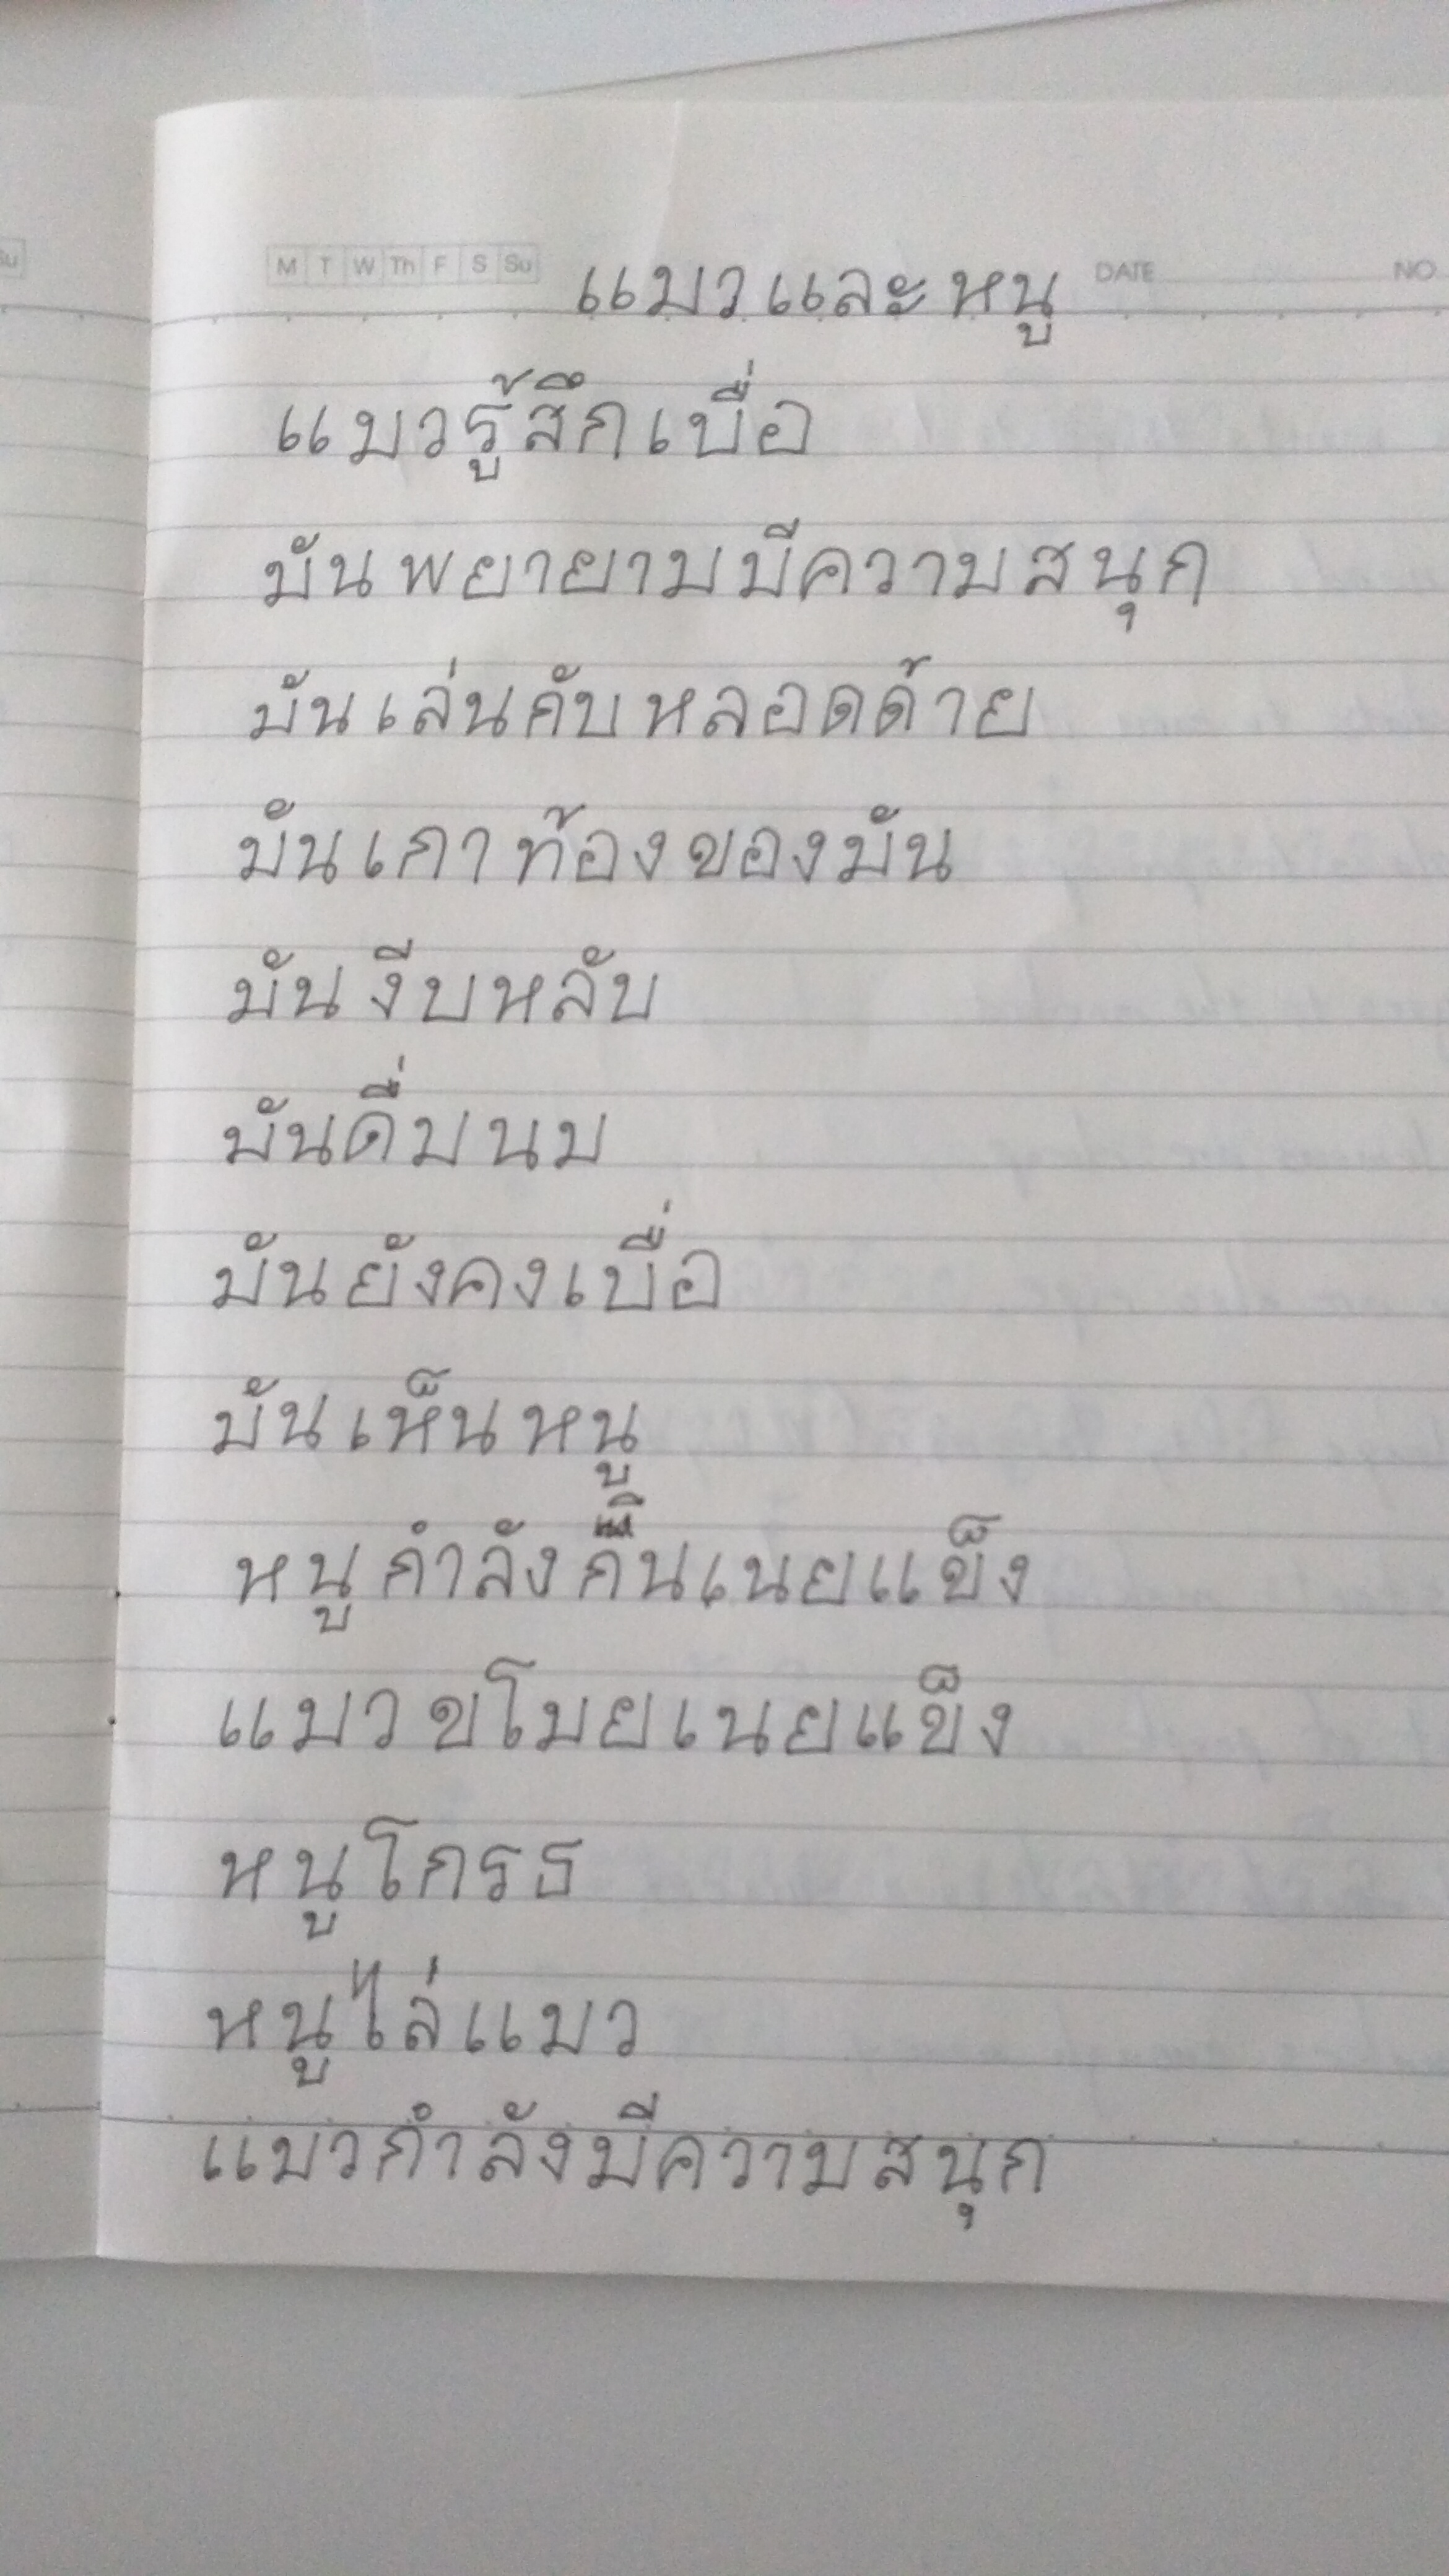 Su
M T W Th F S Su แมวและหนู DATE NO
แมวรู้สึกเบื่อ
มันพยายามมีความสนุก
มันเล่นกับหลอดด้าย
มันเกาท้องของมัน
มันงีบหลับ
มันดื่มนม
มันยังคงเบื่อ
มันเห็นหนู
หนูกำลังกินเนยแข็ง
แมวขโมยเนยแข็ง
หนูโกรธ
หนูไล่แมว
แมวกำลังมีความสนุก